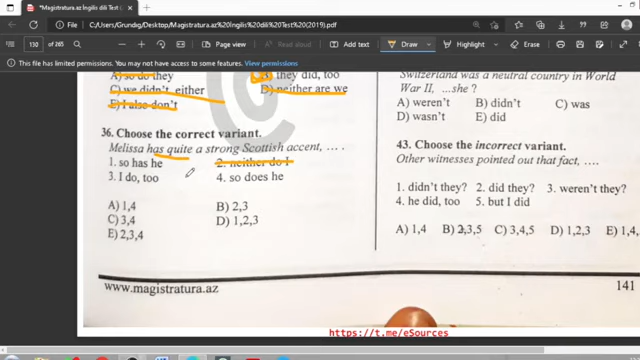 *Magistratura.az İngilis dili Test (
File | C:/Users/Grundig/Desktop/Magistratura.az%20İngilis%20dili%20Test%20(2019).pdf
130 of 265
Page view
Read aloud
Add text
Draw
Highlight
Erase
This file has limited permissions. You may not have access to some features. View permissions
A) so do they
B) they did, too
C) we didn't, either
D) neither are we
E) I also don't
36. Choose the correct variant.
Melissa has quite a strong Scottish accent, ... .
1. so has he
2. neither do I
3. I do, too
4. so does he
A) 1,4
B) 2,3
C) 3,4
D) 1,2,3
E) 2,3,4
www.magistratura.az
Switzerland was a neutral country in World
War II, ...she?
A) weren't B) didn't C) was
D) wasn't E) did
43. Choose the incorrect variant.
Other witnesses pointed out that fact, ... .
1. didn't they? 2. did they? 3. weren't they?
4. he did, too 5. but I did
A) 1,4 B) 2,3,5 C) 3,4,5 D) 1,2,3 E) 1,4,
141
https://t.me/eSources